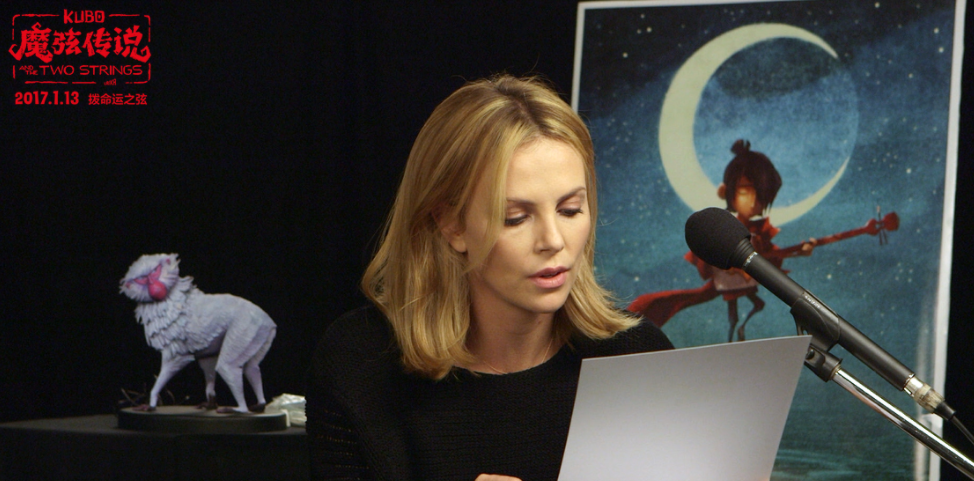 KUBO
魔弦传说
AND THE TWO STRINGS
2017.1.13 拨命运之弦